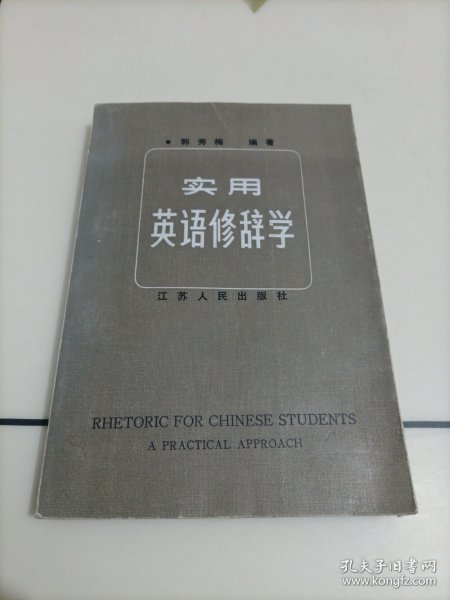 郭秀梅 编著
实用
英语修辞学
江苏人民出版社
RHETORIC FOR CHINESE STUDENTS
A PRACTICAL APPROACH
孔夫子旧书网
www.kongfz.com